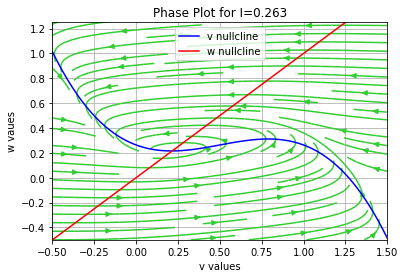 Phase Plot for I=0.263
v nullcline
w nullcline
w values
1.2
1.0
0.8
0.6
0.4
0.2
0.0
−0.2
−0.4
−0.50 −0.25 0.00 0.25 0.50 0.75 1.00 1.25 1.50
v values